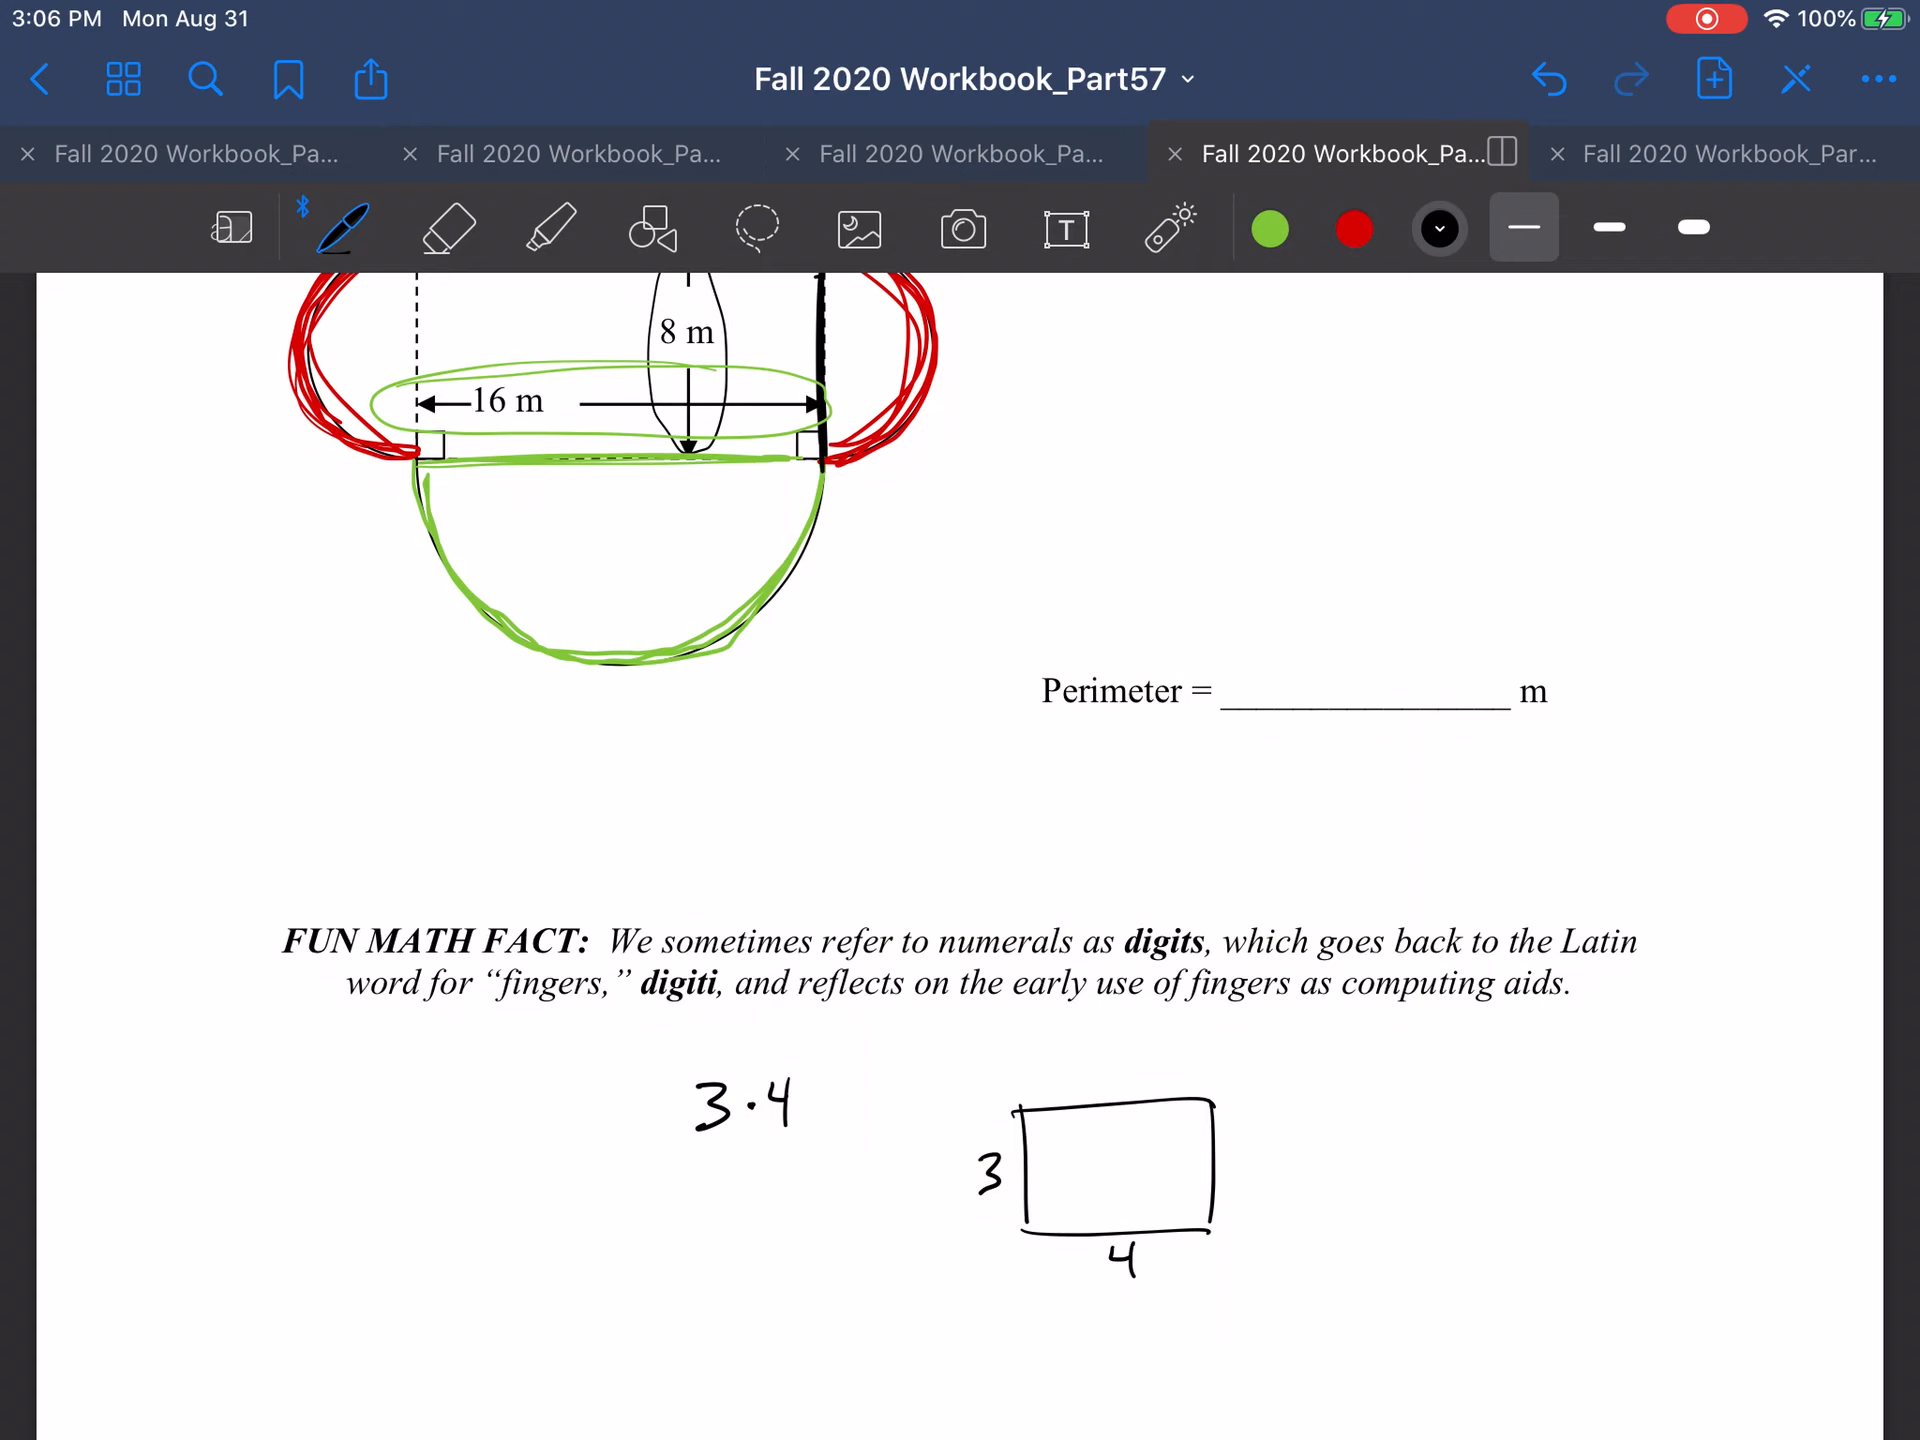 3:06 PM Mon Aug 31 100%
Fall 2020 Workbook_Part57
Fall 2020 Workbook_Pa... Fall 2020 Workbook_Pa... Fall 2020 Workbook_Pa... Fall 2020 Workbook_Pa... Fall 2020 Workbook_Par...
T
8 m
16 m
Perimeter = ________________ m
FUN MATH FACT: We sometimes refer to numerals as digits, which goes back to the Latin
word for “fingers,” digiti, and reflects on the early use of fingers as computing aids.
3·4
3
4